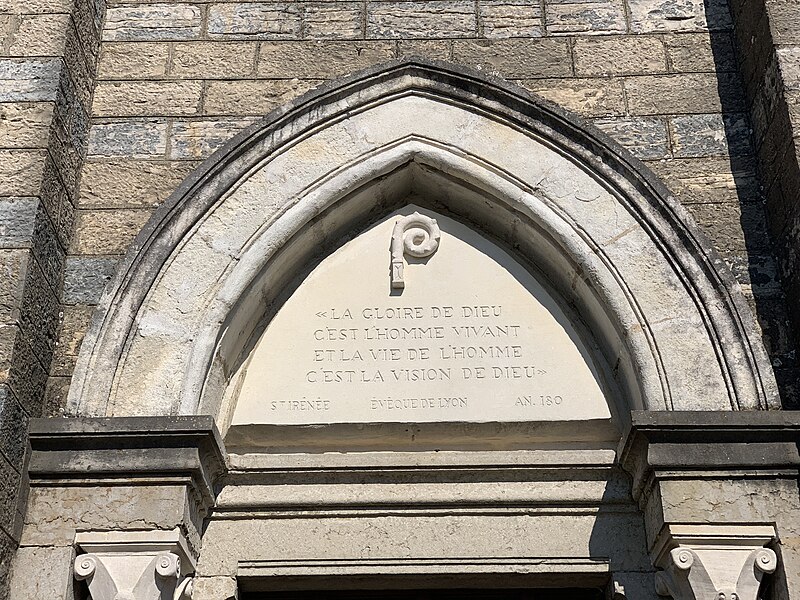 « LA GLOIRE DE DIEU
C'EST L'HOMME VIVANT
ET LA VIE DE L'HOMME
C'EST LA VISION DE DIEU »
ST IRÉNÉE ÉVÊQUE DE LYON AN. 180